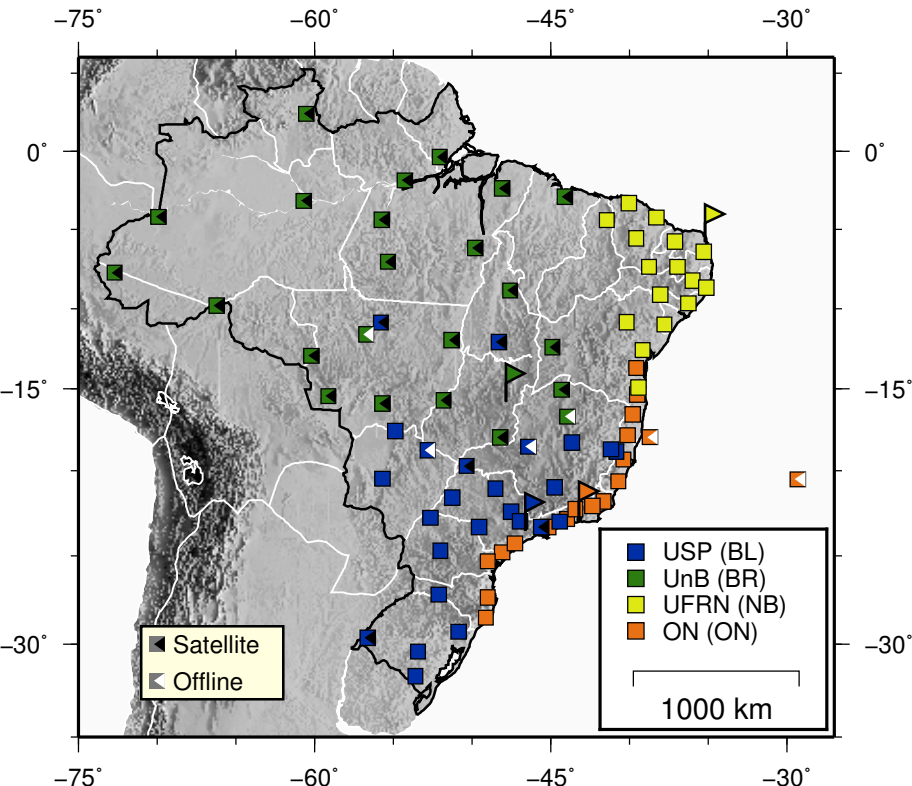 −75˚ −60˚ −45˚ −30˚
0˚ 0˚
−15˚ −15˚
−30˚ −30˚
USP (BL)
UnB (BR)
UFRN (NB)
ON (ON)
Satellite
Offline
1000 km
−75˚ −60˚ −45˚ −30˚